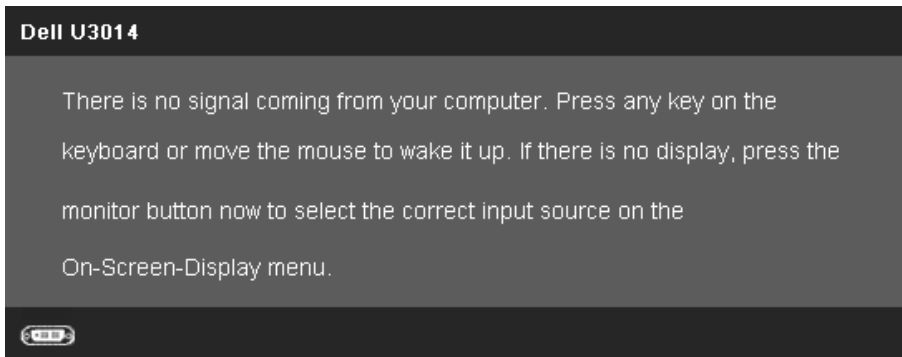 Dell U3014
There is no signal coming from your computer. Press any key on the
keyboard or move the mouse to wake it up. If there is no display, press the
monitor button now to select the correct input source on the
On-Screen-Display menu.